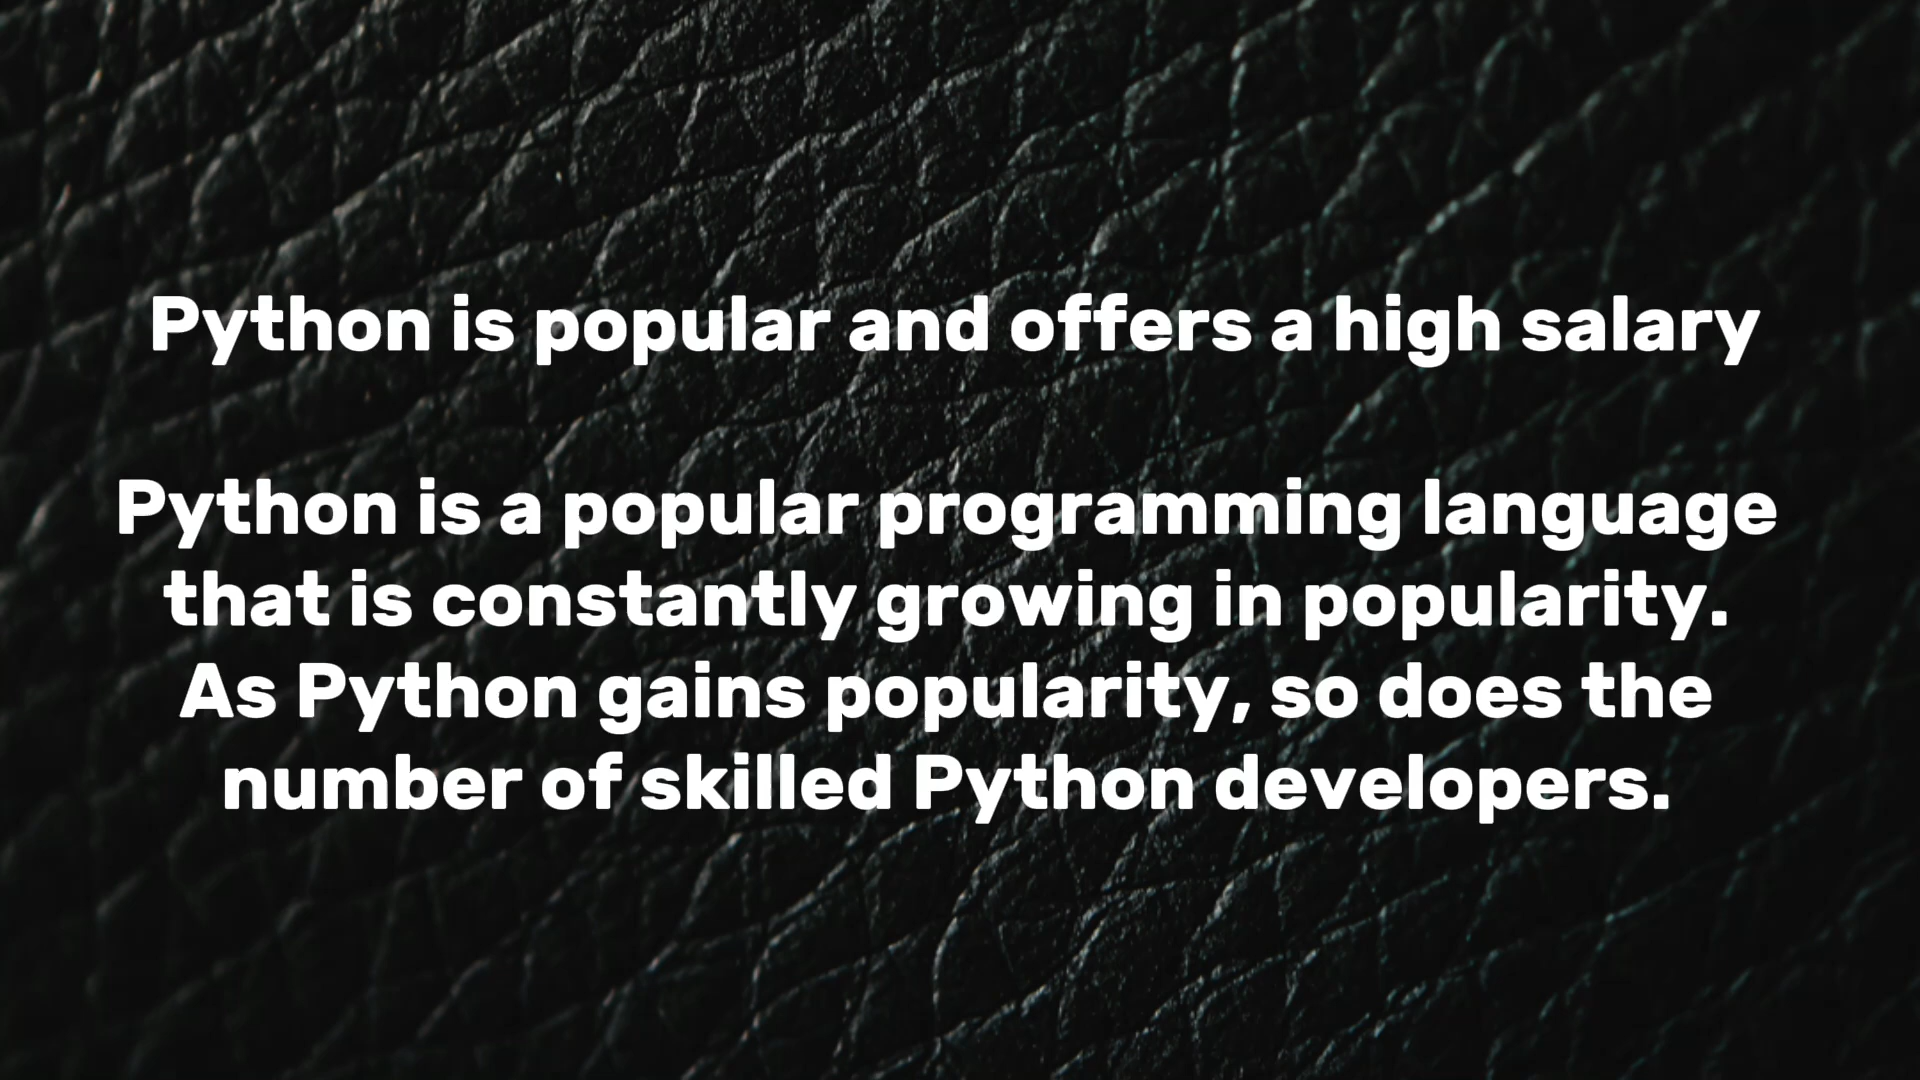 Python is popular and offers a high salary
Python is a popular programming language
that is constantly growing in popularity.
As Python gains popularity, so does the
number of skilled Python developers.